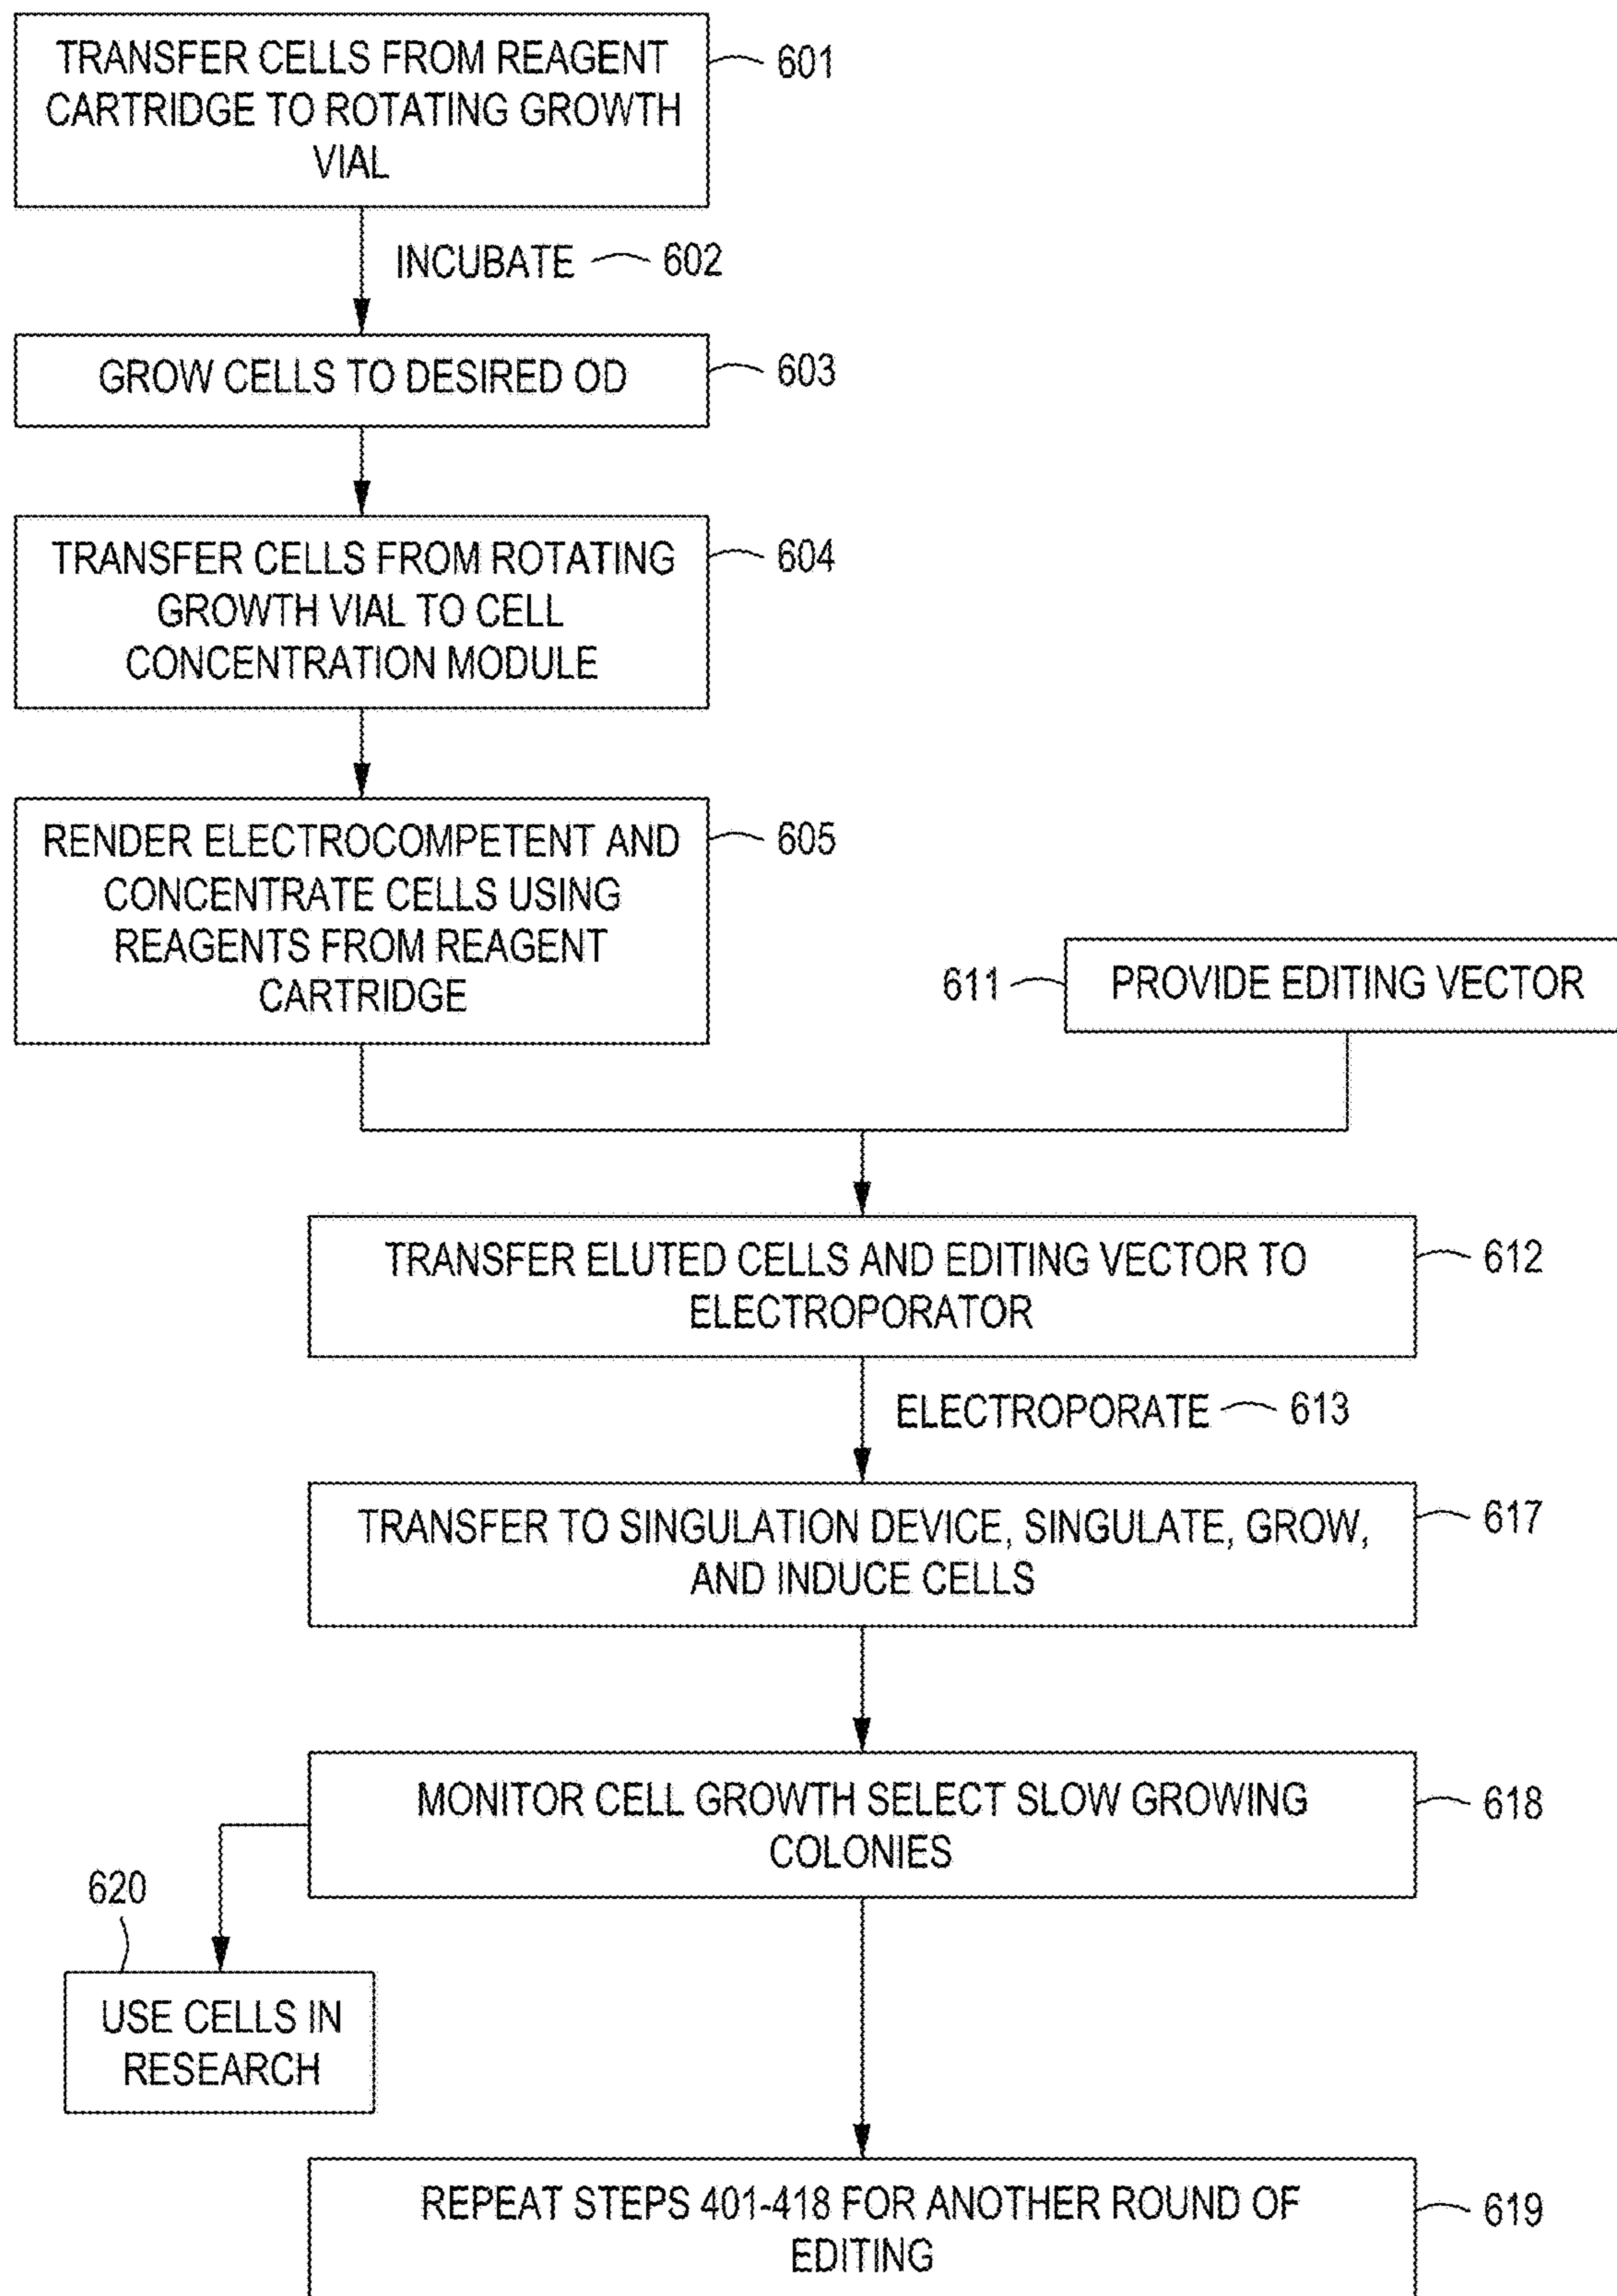 TRANSFER CELLS FROM REAGENT
CARTRIDGE TO ROTATING GROWTH
VIAL
601
INCUBATE
602
GROW CELLS TO DESIRED OD
603
TRANSFER CELLS FROM ROTATING
GROWTH VIAL TO CELL
CONCENTRATION MODULE
604
RENDER ELECTROCOMPETENT AND
CONCENTRATE CELLS USING
REAGENTS FROM REAGENT
CARTRIDGE
605
611
PROVIDE EDITING VECTOR
TRANSFER ELUTED CELLS AND EDITING VECTOR TO
ELECTROPORATOR
612
ELECTROPORATE
613
TRANSFER TO SINGULATION DEVICE, SINGULATE, GROW,
AND INDUCE CELLS
617
MONITOR CELL GROWTH SELECT SLOW GROWING
COLONIES
618
620
USE CELLS IN
RESEARCH
REPEAT STEPS 401-418 FOR ANOTHER ROUND OF
EDITING
619